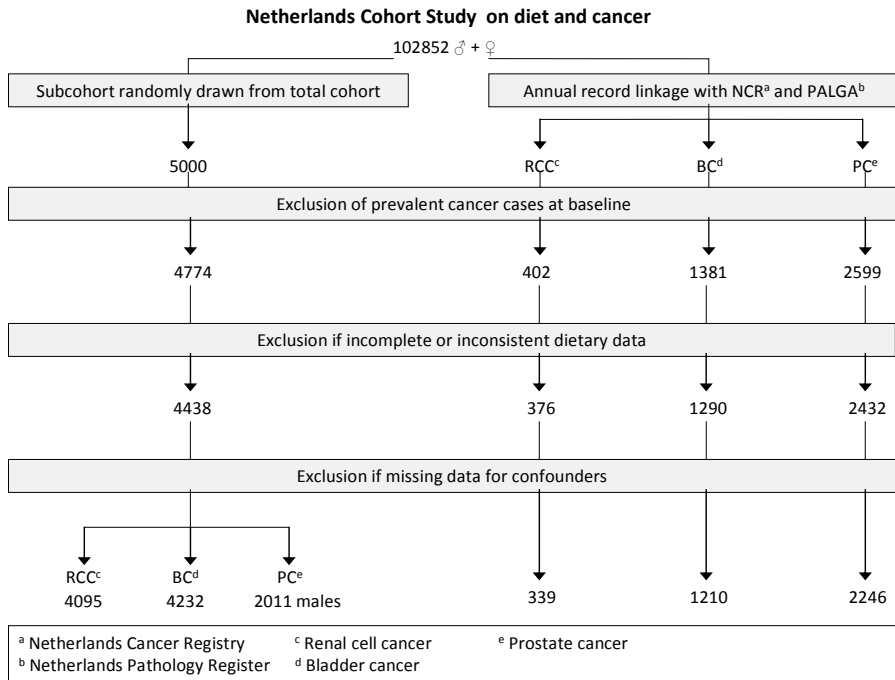 Netherlands Cohort Study on diet and cancer
102852 ♂ + ♀
Subcohort randomly drawn from total cohort
Annual record linkage with NCRᵃ and PALGAᵇ
5000 RCCᶜ BCᵈ PCᵉ
Exclusion of prevalent cancer cases at baseline
4774 402 1381 2599
Exclusion if incomplete or inconsistent dietary data
4438 376 1290 2432
Exclusion if missing data for confounders
RCCᶜ BCᵈ PCᵉ
4095 4232 2011 males 339 1210 2246
ᵃ Netherlands Cancer Registry ᶜ Renal cell cancer ᵉ Prostate cancer
ᵇ Netherlands Pathology Register ᵈ Bladder cancer